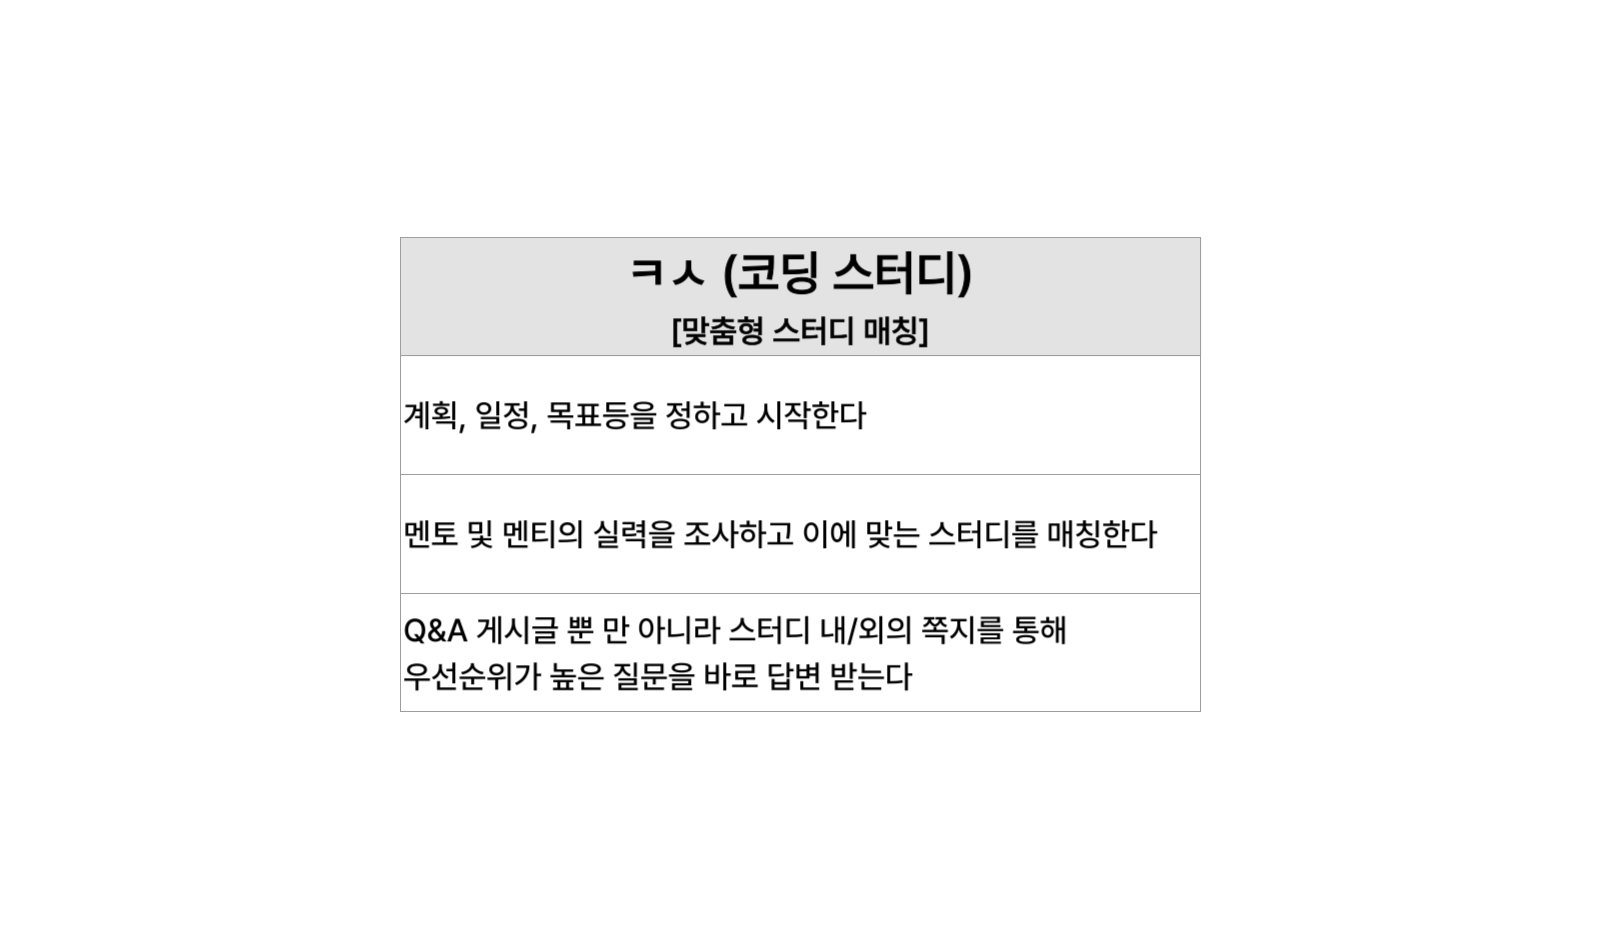 ㅋㅅ (코딩 스터디)
[맞춤형 스터디 매칭]
계획, 일정, 목표등을 정하고 시작한다
멘토 및 멘티의 실력을 조사하고 이에 맞는 스터디를 매칭한다
Q&A 게시글 뿐 만 아니라 스터디 내/외의 쪽지를 통해
우선순위가 높은 질문을 바로 답변 받는다